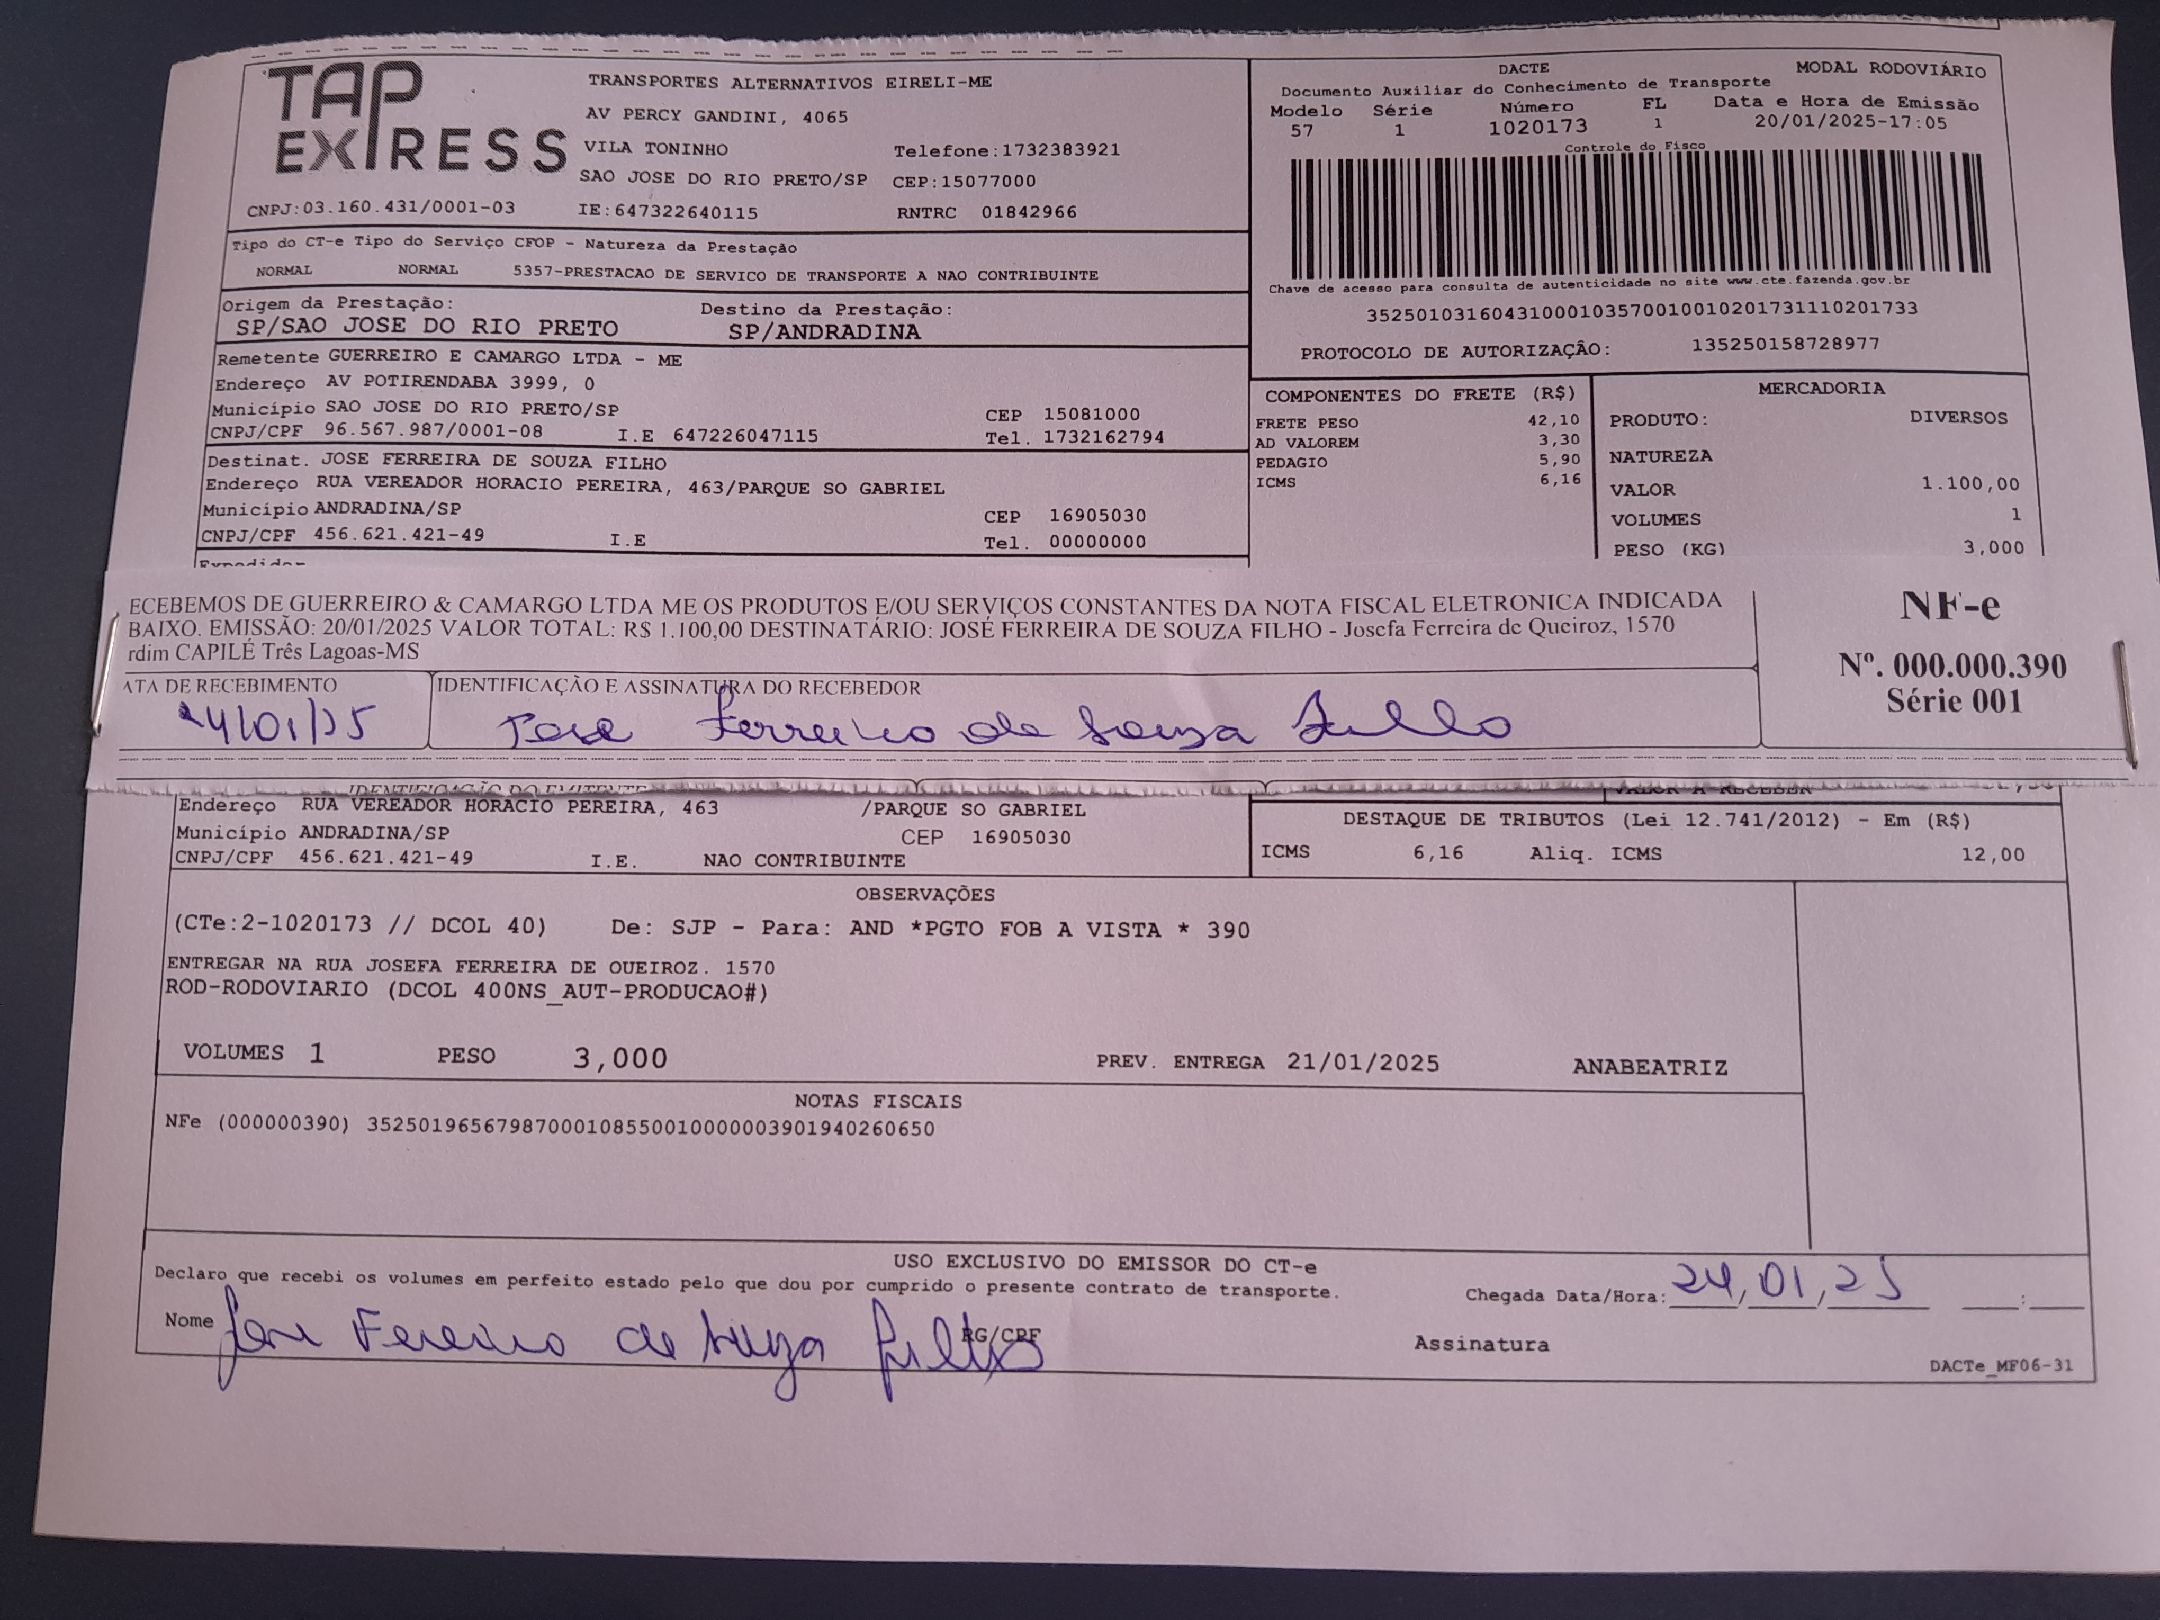 TAP EXPRESS
TRANSPORTES ALTERNATIVOS EIRELI-ME
AV PERCY GANDINI, 4065
VILA TONINHO Telefone:1732383921
SAO JOSE DO RIO PRETO/SP CEP:15077000
CNPJ:03.160.431/0001-03 IE:647322640115 RNTRC 01842966
DACTE MODAL RODOVIÁRIO
Documento Auxiliar do Conhecimento de Transporte
Modelo Série Número FL Data e Hora de Emissão
57 1 1020173 1 20/01/2025-17:05
Controle do Fisco
Chave de acesso para consulta de autenticidade no site www.cte.fazenda.gov.br
35250103160431000103570010010201731110201733
PROTOCOLO DE AUTORIZAÇÃO: 135250158728977
Tipo do CT-e Tipo do Serviço CFOP - Natureza da Prestação
NORMAL NORMAL 5357-PRESTACAO DE SERVICO DE TRANSPORTE A NAO CONTRIBUINTE
Origem da Prestação: Destino da Prestação:
SP/SAO JOSE DO RIO PRETO SP/ANDRADINA
Remetente GUERREIRO E CAMARGO LTDA - ME
Endereço AV POTIRENDABA 3999, 0
Município SAO JOSE DO RIO PRETO/SP CEP 15081000
CNPJ/CPF 96.567.987/0001-08 I.E 647226047115 Tel. 1732162794
Destinat. JOSE FERREIRA DE SOUZA FILHO
Endereço RUA VEREADOR HORACIO PEREIRA, 463/PARQUE SO GABRIEL
Município ANDRADINA/SP CEP 16905030
CNPJ/CPF 456.621.421-49 I.E Tel. 00000000
COMPONENTES DO FRETE (R$)
FRETE PESO 42,10
AD VALOREM 3,30
PEDAGIO 5,90
ICMS 6,16
MERCADORIA
PRODUTO: DIVERSOS
NATUREZA
VALOR 1.100,00
VOLUMES 1
PESO (KG) 3,000
ECEBEMOS DE GUERREIRO & CAMARGO LTDA ME OS PRODUTOS E/OU SERVIÇOS CONSTANTES DA NOTA FISCAL ELETRONICA INDICADA
BAIXO. EMISSÃO: 20/01/2025 VALOR TOTAL: R$ 1.100,00 DESTINATÁRIO: JOSÉ FERREIRA DE SOUZA FILHO - Josefa Ferreira de Queiroz, 1570
rdim CAPILÉ Três Lagoas-MS
NF-e
Nº. 000.000.390
Série 001
ATA DE RECEBIMENTO IDENTIFICAÇÃO E ASSINATURA DO RECEBEDOR
24/01/25 Jose Ferreira de Souza Filho
IDENTIFICAÇÃO DO EMITENTE
VALOR A RECEBER
Endereço RUA VEREADOR HORACIO PEREIRA, 463 /PARQUE SO GABRIEL
Município ANDRADINA/SP CEP 16905030
CNPJ/CPF 456.621.421-49 I.E. NAO CONTRIBUINTE
DESTAQUE DE TRIBUTOS (Lei 12.741/2012) - Em (R$)
ICMS 6,16 Aliq. ICMS 12,00
OBSERVAÇÕES
(CTe:2-1020173 // DCOL 40) De: SJP - Para: AND *PGTO FOB A VISTA * 390
ENTREGAR NA RUA JOSEFA FERREIRA DE QUEIROZ. 1570
ROD-RODOVIARIO (DCOL 400NS_AUT-PRODUCAO#)
VOLUMES 1 PESO 3,000 PREV. ENTREGA 21/01/2025 ANABEATRIZ
NOTAS FISCAIS
NFe (000000390) 35250196567987000108550010000003901940260650
USO EXCLUSIVO DO EMISSOR DO CT-e
Declaro que recebi os volumes em perfeito estado pelo que dou por cumprido o presente contrato de transporte.
Chegada Data/Hora: 24,01,25 :
Nome Jose Ferreira de Souza Filho RG/CPF Assinatura
DACTe_MF06-31